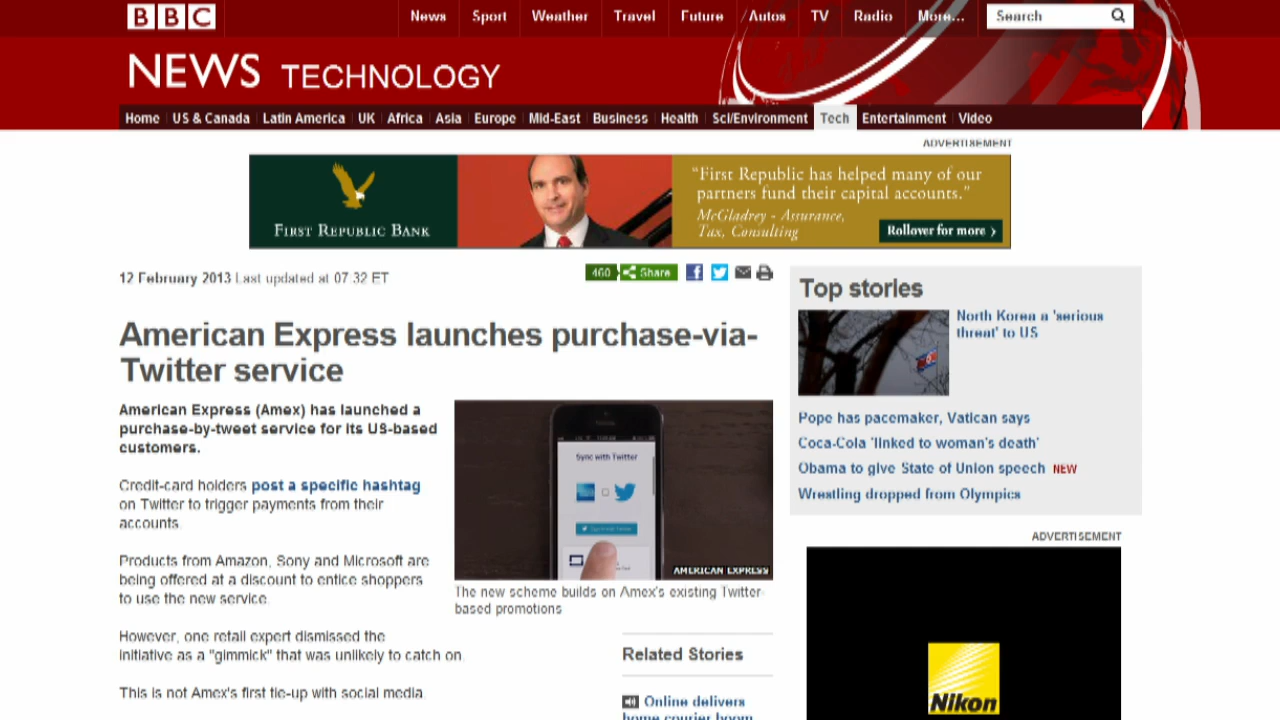 BBC
News
Sport
Weather
Travel
Future
Autos
TV
Radio
More...
Search
NEWS TECHNOLOGY
Home
US & Canada
Latin America
UK
Africa
Asia
Europe
Mid-East
Business
Health
Sci/Environment
Tech
Entertainment
Video
ADVERTISEMENT
FIRST REPUBLIC BANK
“First Republic has helped many of our
partners fund their capital accounts.”
McGladrey - Assurance,
Tax, Consulting
Rollover for more >
12 February 2013 Last updated at 07:32 ET
460
Share
American Express launches purchase-via-
Twitter service
American Express (Amex) has launched a
purchase-by-tweet service for its US-based
customers.
Credit-card holders post a specific hashtag
on Twitter to trigger payments from their
accounts.
Products from Amazon, Sony and Microsoft are
being offered at a discount to entice shoppers
to use the new service.
However, one retail expert dismissed the
initiative as a "gimmick" that was unlikely to catch on.
This is not Amex's first tie-up with social media.
Sync with Twitter
AMERICAN EXPRESS
The new scheme builds on Amex's existing Twitter-
based promotions
Related Stories
Online delivers
home courier boom
Top stories
North Korea a 'serious
threat' to US
Pope has pacemaker, Vatican says
Coca-Cola 'linked to woman's death'
Obama to give State of Union speech NEW
Wrestling dropped from Olympics
ADVERTISEMENT
Nikon